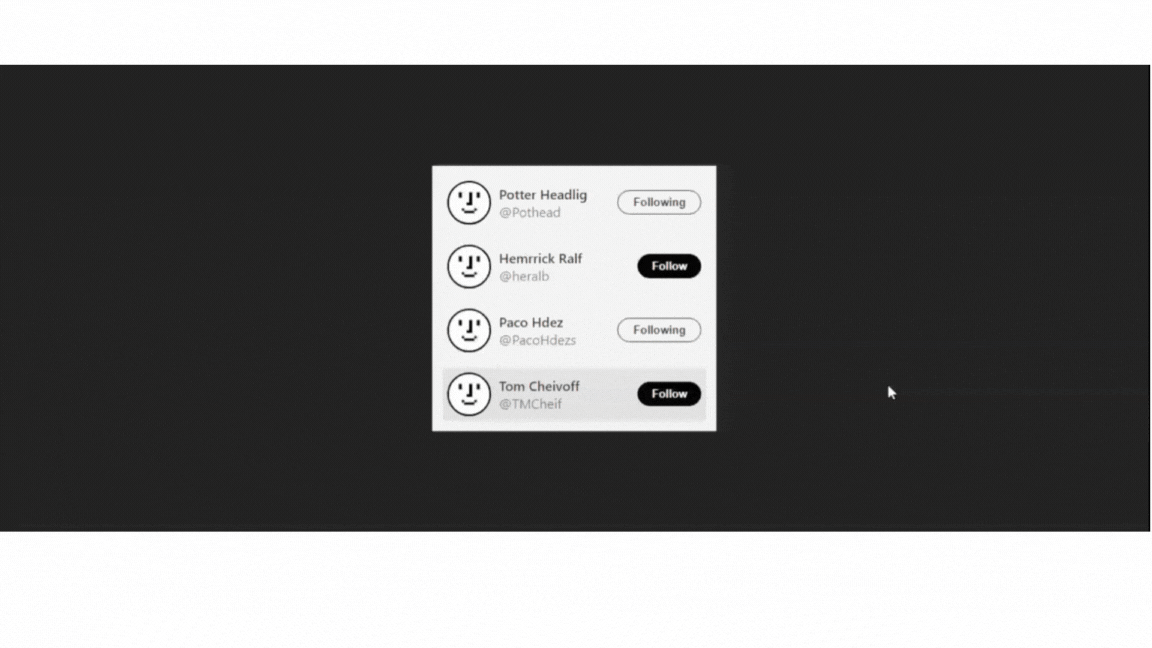 Potter Headlig
@Pothead
Following
Hemrrick Ralf
@heralb
Follow
Paco Hdez
@PacoHdezs
Following
Tom Cheivoff
@TMCheif
Follow